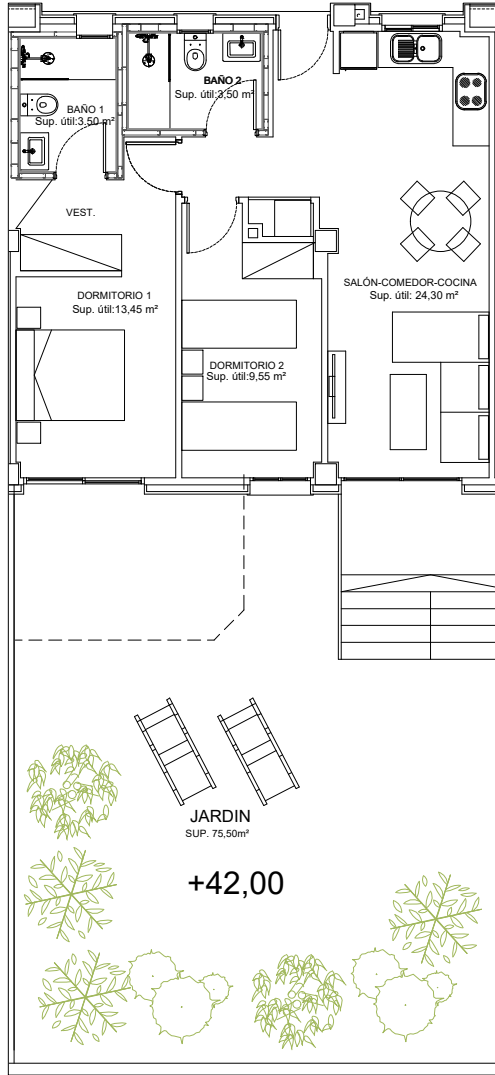 BAÑO 1
Sup. útil:3,50 m²
BAÑO 2
Sup. útil:3,50 m²
VEST.
DORMITORIO 1
Sup. útil:13,45 m²
DORMITORIO 2
Sup. útil:9,55 m²
SALÓN-COMEDOR-COCINA
Sup. útil: 24,30 m²
JARDIN
SUP. 75,50m²
+42,00